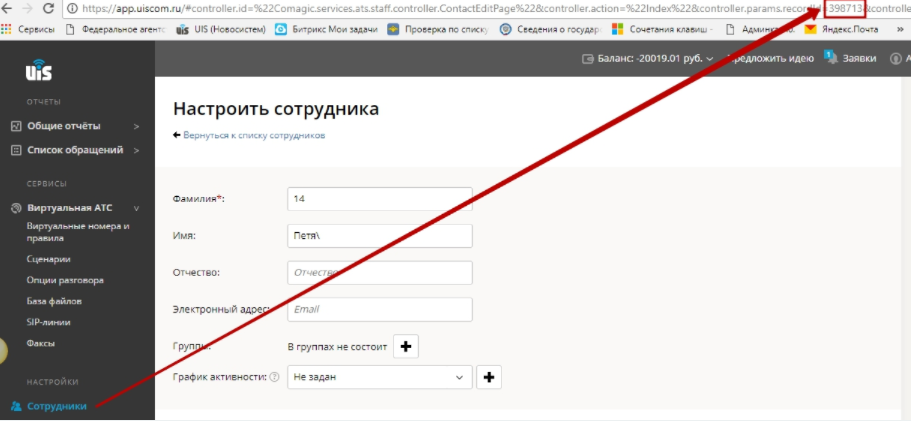 https://app.uiscom.ru/#controller.id=%22Comagic.services.ats.staff.controller.ContactEditPage%22&controller.action=%22Index%22&controller.params.recordId=398713&controlle
Сервисы Федеральное агентс UIS (Новосистем) Битрикс Мои задачи Проверка по списку Сведения о государ Сочетания клавиш - Яндекс.Почта »
uis
Баланс: -20019.01 руб. Предложить идею Заявки
ОТЧЕТЫ
Общие отчёты >
Список обращений >
СЕРВИСЫ
Виртуальная АТС v
Виртуальные номера и
правила
Сценарии
Опции разговора
База файлов
SIP-линии
Факсы
НАСТРОЙКИ
Сотрудники
Настроить сотрудника
Вернуться к списку сотрудников
Фамилия*: 14
Имя: Петя\
Отчество: Отчество
Электронный адрес: Email
Группы: В группах не состоит +
График активности: ? Не задан +